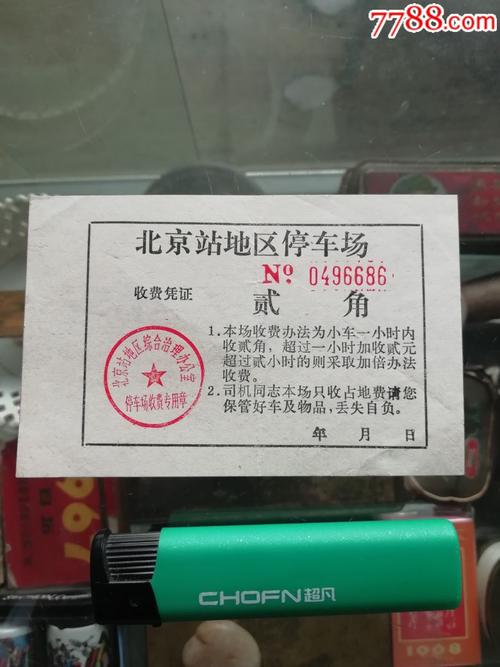 7788.com
北京站地区停车场
收费凭证
No 0496686
贰 角
1.本场收费办法为小车一小时内
收贰角，超过一小时加收贰元
超过贰小时的则采取加倍办法
收费。
2.司机同志本场只收占地费请您
保管好车及物品，丢失自负。
年 月 日
北京站地区综合治理办公室
停车场收费专用章
CHOFN超凡
1968